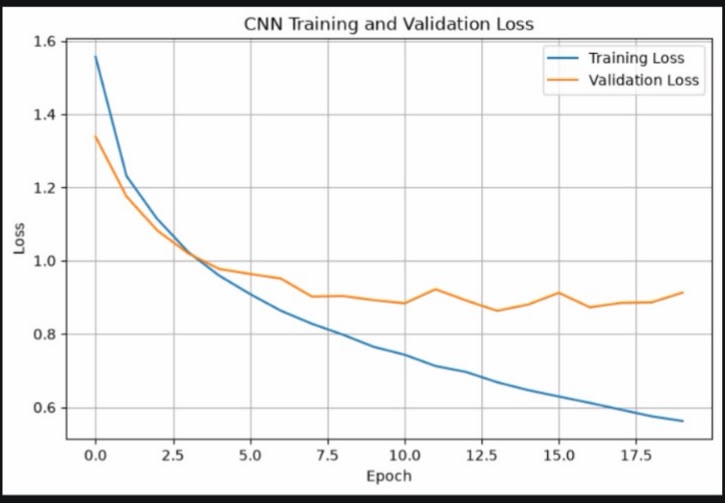 CNN Training and Validation Loss
Training Loss
Validation Loss
1.6
1.4
1.2
1.0
0.8
0.6
Loss
0.0 2.5 5.0 7.5 10.0 12.5 15.0 17.5
Epoch